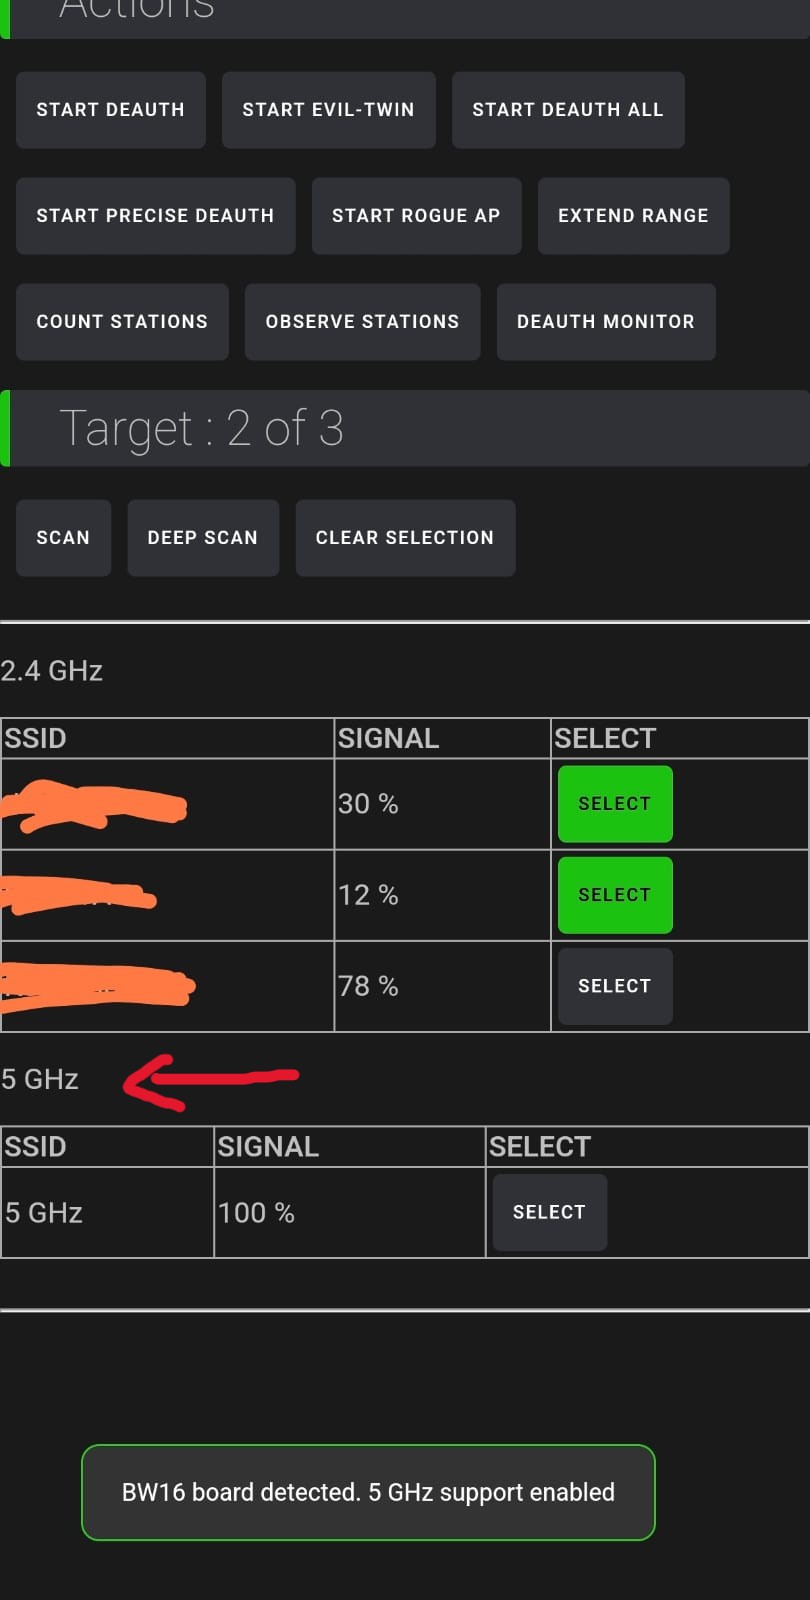 Actions
START DEAUTH START EVIL-TWIN START DEAUTH ALL
START PRECISE DEAUTH START ROGUE AP EXTEND RANGE
COUNT STATIONS OBSERVE STATIONS DEAUTH MONITOR
Target : 2 of 3
SCAN DEEP SCAN CLEAR SELECTION
2.4 GHz
SSID SIGNAL SELECT
30 % SELECT
12 % SELECT
78 % SELECT
5 GHz
SSID SIGNAL SELECT
5 GHz 100 % SELECT
BW16 board detected. 5 GHz support enabled